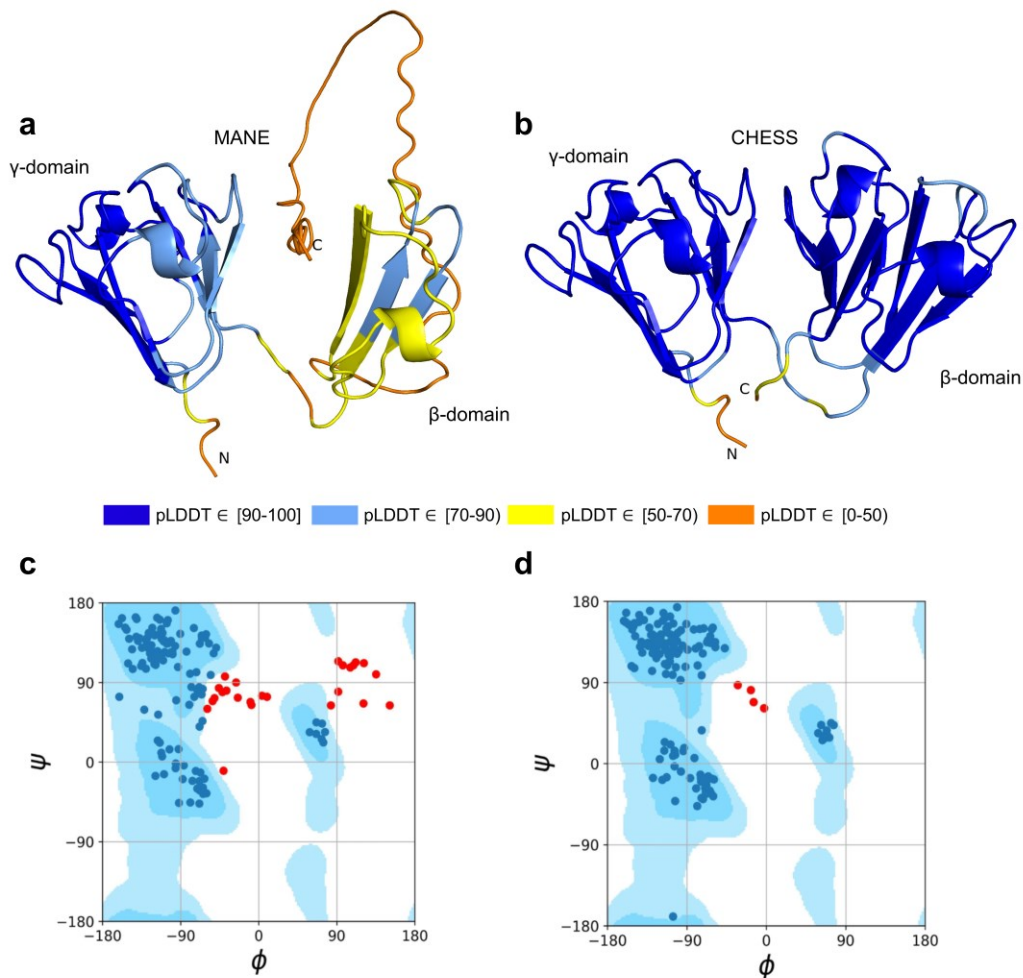 a
b
MANE
CHESS
γ-domain
γ-domain
C
C
β-domain
β-domain
N
N
pLDDT ∈ [90-100] pLDDT ∈ [70-90) pLDDT ∈ [50-70) pLDDT ∈ [0-50)
c
d
180
90
0
−90
−180
ψ
−180 −90 0 90 180
ϕ
180
90
0
−90
−180
ψ
−180 −90 0 90 180
ϕ